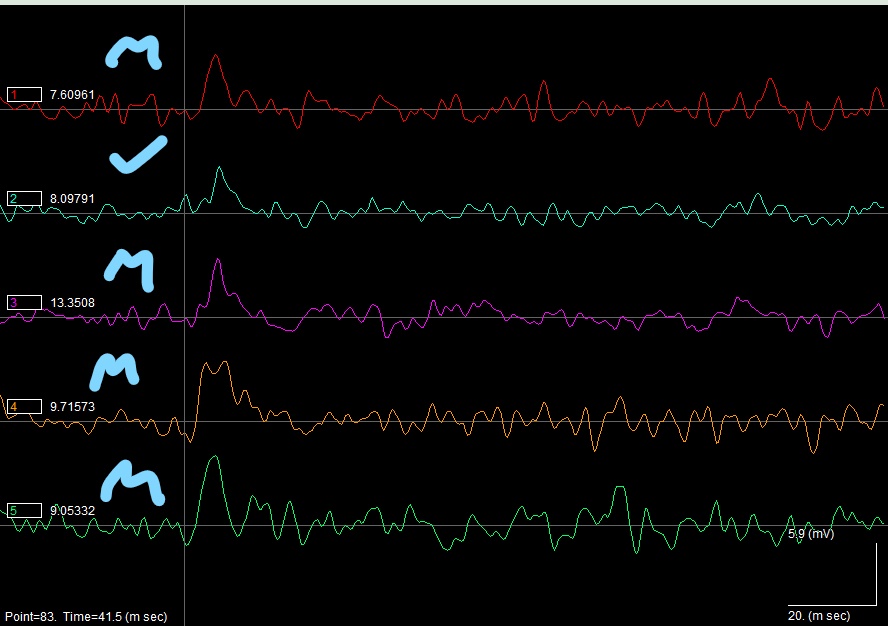 M
1 7.60961
✓
2 8.09791
M
3 13.3508
M
4 9.71573
M
5 9.05332
5.9 (mV)
Point=83. Time=41.5 (m sec)
20. (m sec)